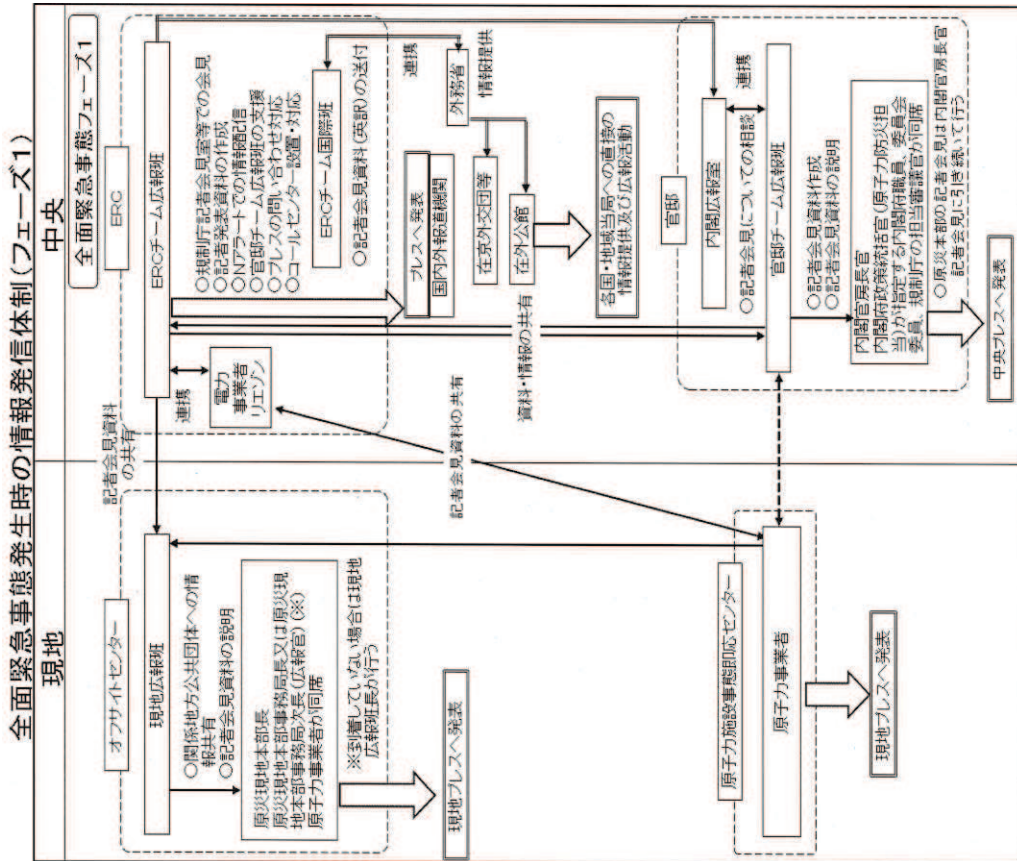 全面緊急事態発生時の情報発信体制(フェーズ1)
現地
中央
全面緊急事態フェーズ1
オフサイトセンター
現地広報班
○関係地方公共団体への情
報共有
○記者会見資料の説明
原災現地本部長
原災現地本部事務局長又は原災現
地本部事務局次長(広報官)(※)
原子力事業者が同席
※到着していない場合は現地
広報班長が行う
現地プレスへ発表
記者会見資料
の共有
ERC
ERCチーム広報班
○規制庁記者会見室等での会見
○記者発表資料の作成
○Nアラートでの情報配信
○官邸チーム広報班の支援
○プレスの問い合わせ対応
○コールセンター設置・対応
連携
電力
事業者
リエゾン
ERCチーム国際班
○記者会見資料(英訳)の送付
プレスへ発表
国内外報道機関
連携
外務省
情報提供
在京外交団等
在外公館
各国・地域当局への直接の
情報提供及び広報活動
記者会見資料の共有
資料・情報の共有
原子力施設事態即応センター
原子力事業者
現地プレスへ発表
官邸
内閣広報室
○記者会見についての相談
連携
官邸チーム広報班
○記者会見資料作成
○記者会見資料の説明
内閣官房長官
内閣府政策統括官(原子力防災担
当)が指定する内閣府職員、委員会
委員、規制庁の担当審議官が同席
○原災本部の記者会見は内閣官房長官
記者会見に引き続いて行う
中央プレスへ発表